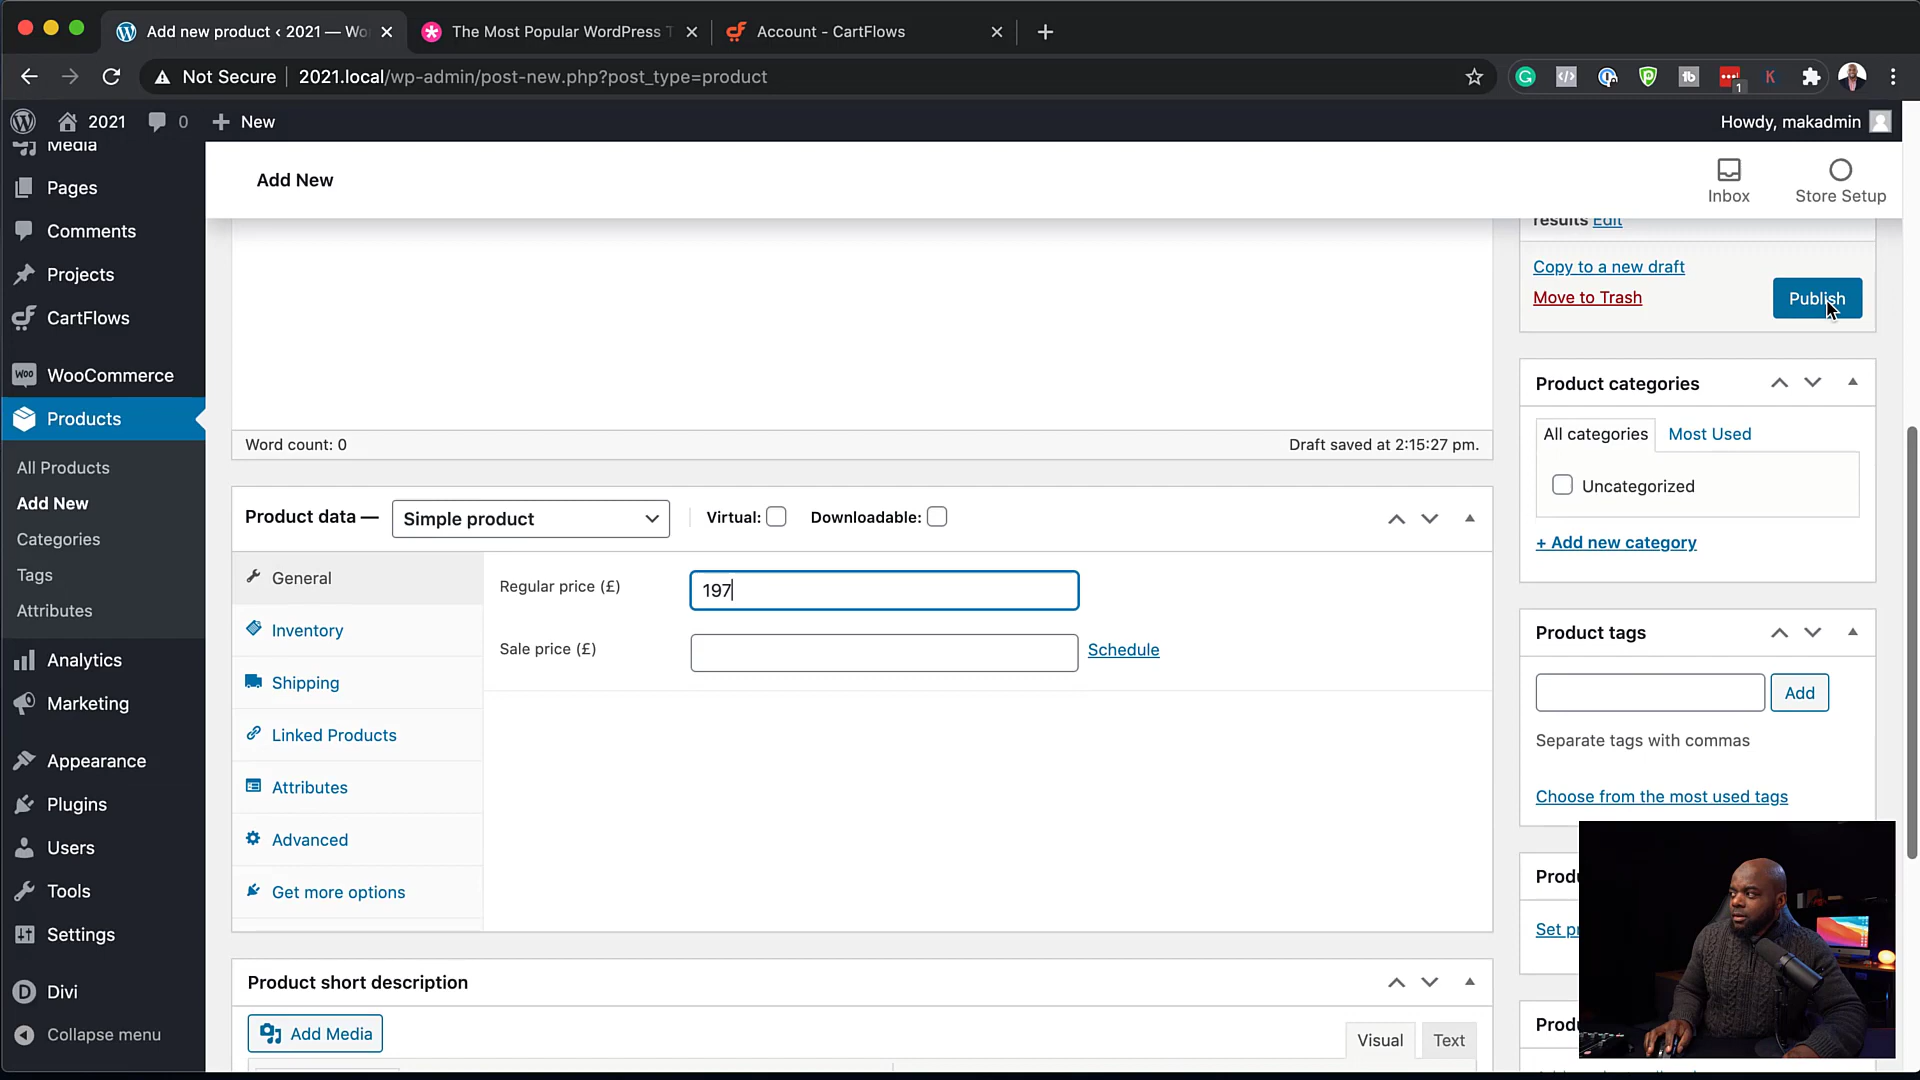 Add new product ‹ 2021 — Wo
The Most Popular WordPress T
Account - CartFlows
Not Secure
2021.local/wp-admin/post-new.php?post_type=product
1
2021
0
New
Howdy, makadmin
Media
Pages
Comments
Projects
CartFlows
WooCommerce
Products
All Products
Add New
Categories
Tags
Attributes
Analytics
Marketing
Appearance
Plugins
Users
Tools
Settings
Divi
Collapse menu
Add New
Inbox
Store Setup
Word count: 0
Draft saved at 2:15:27 pm.
Product data —
Simple product
Virtual:
Downloadable:
General
Inventory
Shipping
Linked Products
Attributes
Advanced
Get more options
Regular price (£)
197
Sale price (£)
Schedule
Product short description
Add Media
Visual
Text
results Edit
Copy to a new draft
Move to Trash
Publish
Product categories
All categories
Most Used
Uncategorized
+ Add new category
Product tags
Add
Separate tags with commas
Choose from the most used tags
Produ
Set pr
Produ